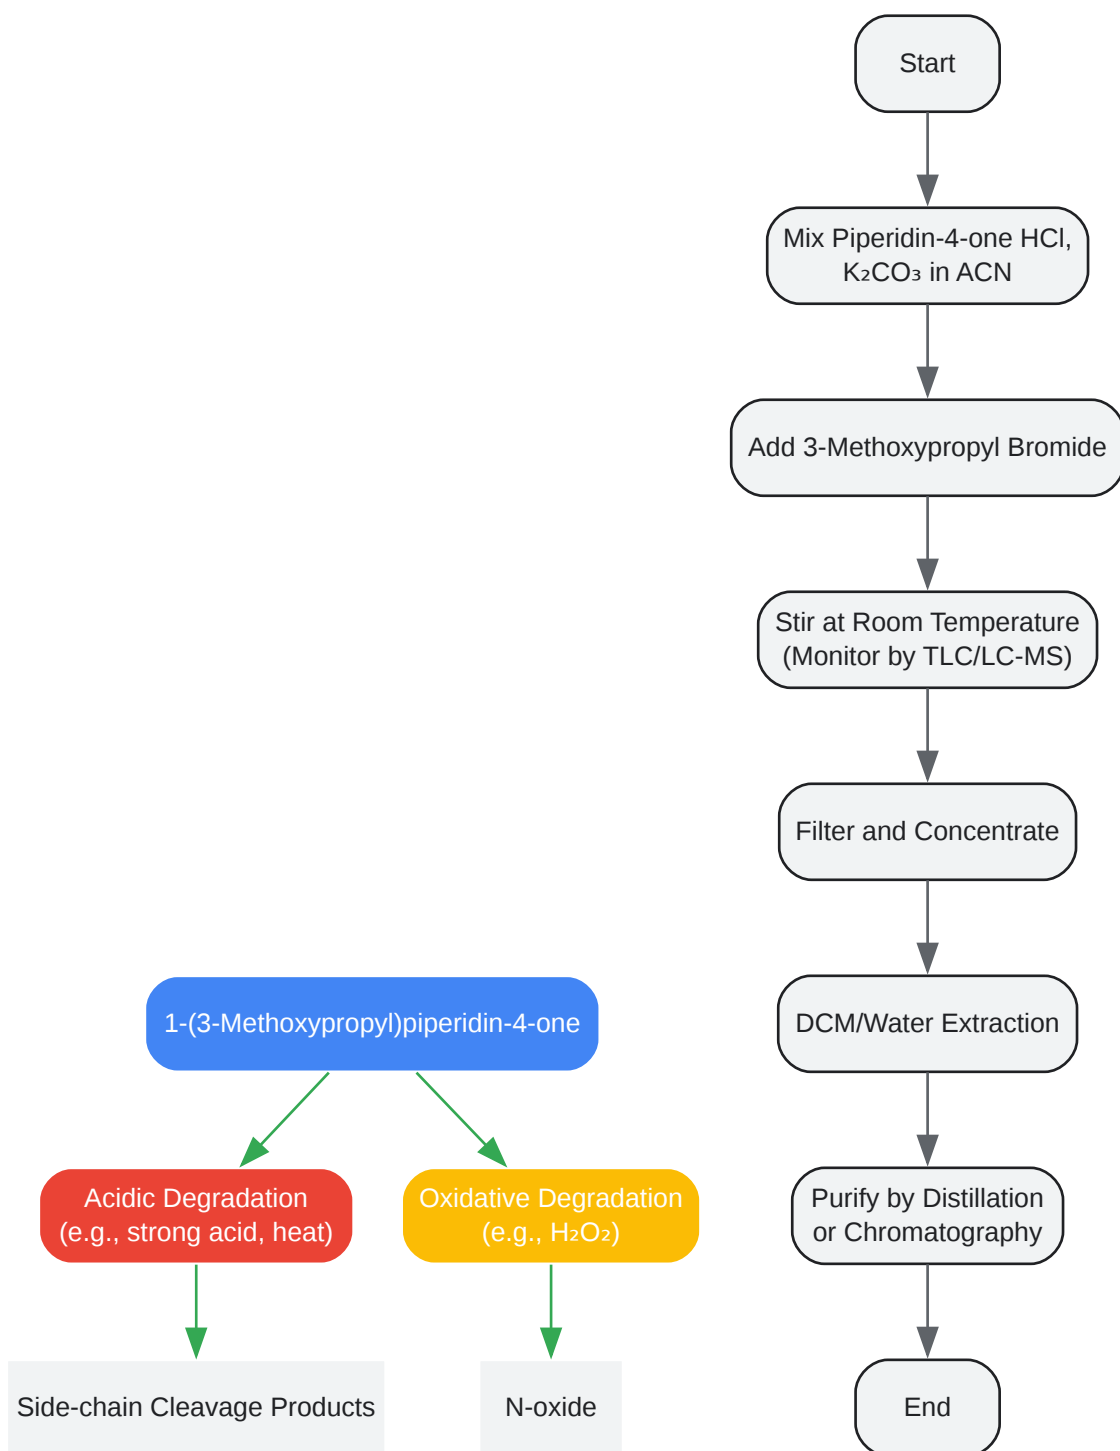 Start
Mix Piperidin-4-one HCl,
K₂CO₃ in ACN
Add 3-Methoxypropyl Bromide
Stir at Room Temperature
(Monitor by TLC/LC-MS)
Filter and Concentrate
DCM/Water Extraction
Purify by Distillation
or Chromatography
End
1-(3-Methoxypropyl)piperidin-4-one
Acidic Degradation
(e.g., strong acid, heat)
Side-chain Cleavage Products
Oxidative Degradation
(e.g., H₂O₂)
N-oxide